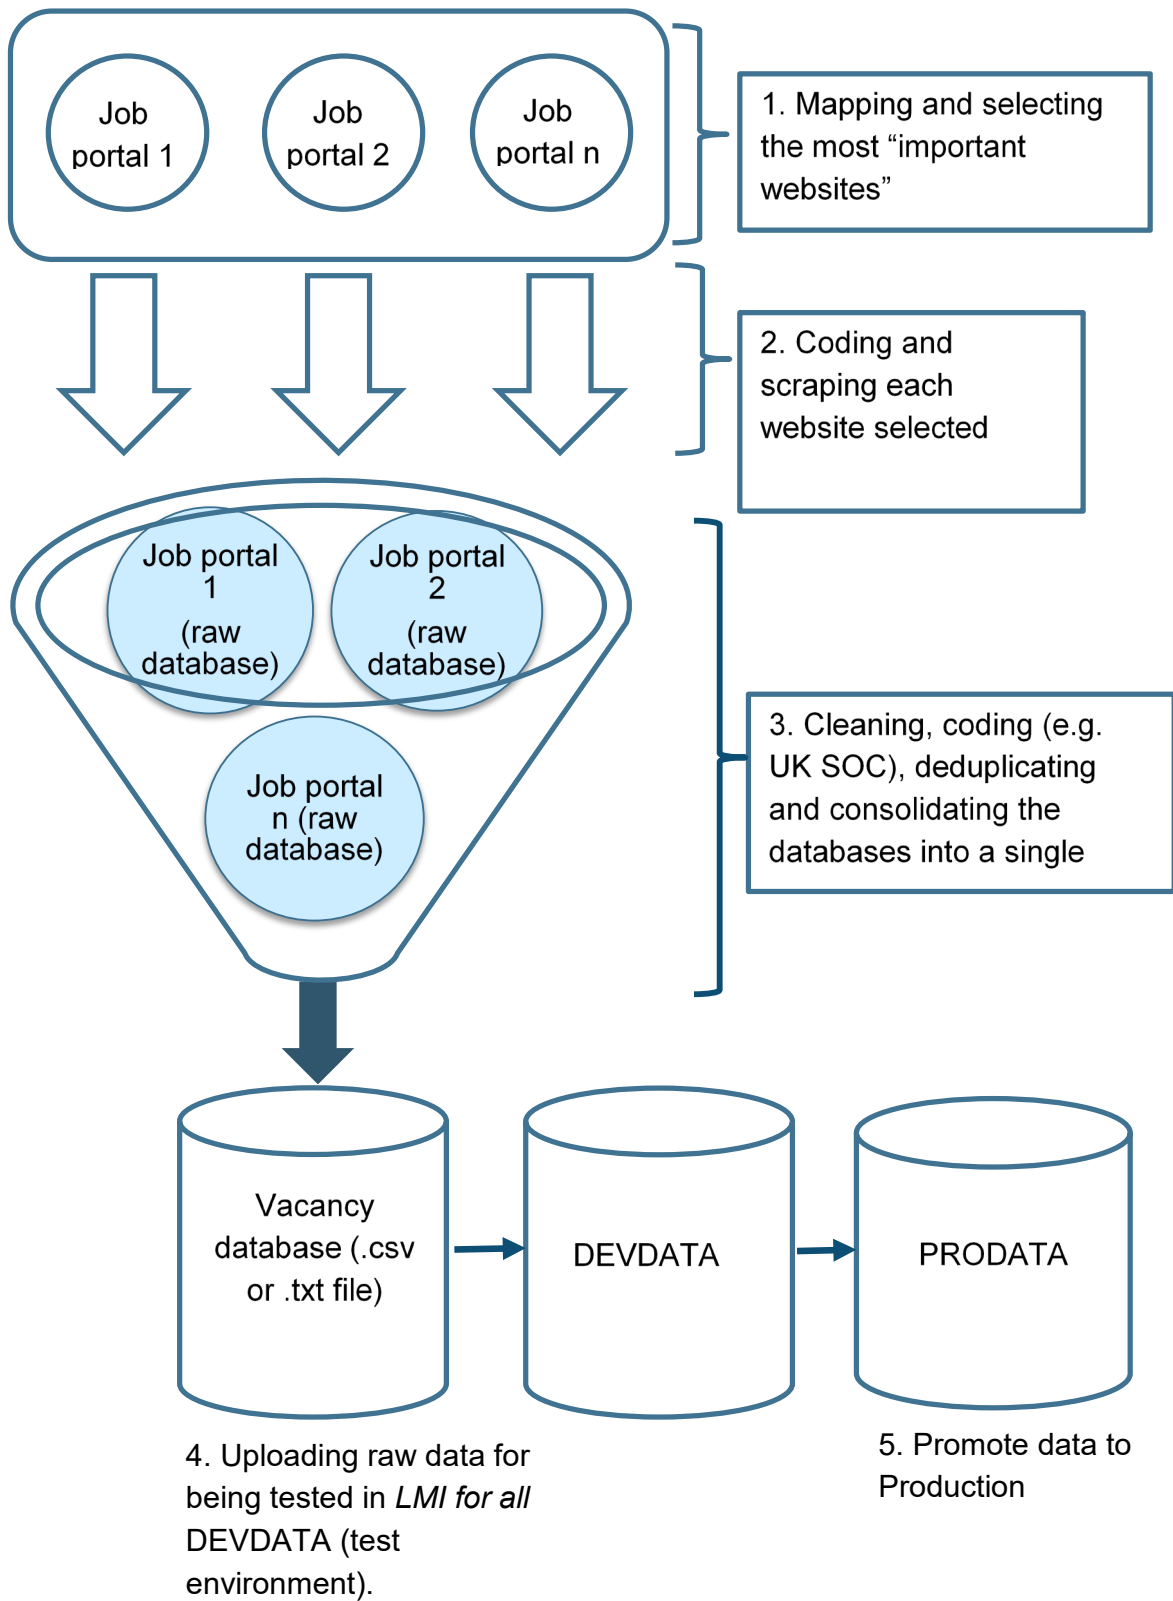 Job
portal 1
Job
portal 2
Job
portal n
1. Mapping and selecting
the most “important
websites”
2. Coding and
scraping each
website selected
Job portal
1
(raw
database)
Job portal
2
(raw
database)
Job portal
n (raw
database)
3. Cleaning, coding (e.g.
UK SOC), deduplicating
and consolidating the
databases into a single
Vacancy
database (.csv
or .txt file)
DEVDATA
PRODATA
4. Uploading raw data for
being tested in LMI for all
DEVDATA (test
environment).
5. Promote data to
Production